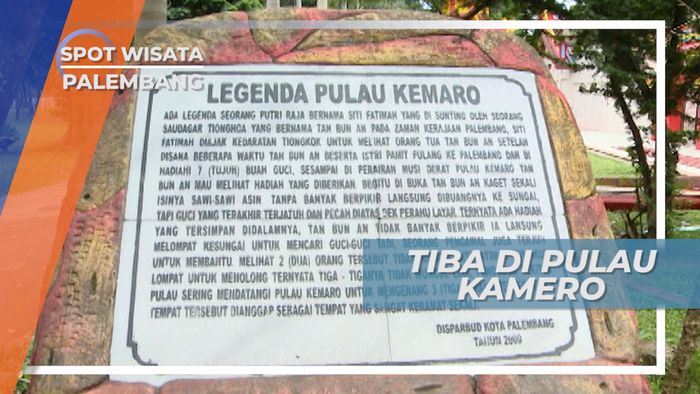 SPOT WISATA
PALEMBANG
LEGENDA PULAU KEMARO
ADA LEGENDA SEORANG PUTRI RAJA BERNAMA SITI FATIMAH YANG DI SUNTING OLEH SEORANG
SAUDAGAR TIONGHOA YANG BERNAMA TAN BUN AN PADA ZAMAN KERAJAAN PALEMBANG, SITI
FATIMAH DIAJAK KEDARATAN TIONGKOK UNTUK MELIHAT ORANG TUA TAN BUN AN SETELAH
DISANA BEBERAPA WAKTU TAN BUN AN BESERTA ISTRI PAMIT PULANG KE PALEMBANG DAN DI
HADIAHI 7 (TUJUH) BUAH GUCI, SESAMPAI DI PERAIRAN MUSI DEKAT PULAU KEMARO TAN
BUN AN MAU MELIHAT HADIAH YANG DIBERIKAN. BEGITU DI BUKA TAN BUN AN KAGET SEKALI
ISINYA SAWI-SAWI ASIN TANPA BANYAK BERPIKIR LANGSUNG DIBUANGNYA KE SUNGAI,
TAPI GUCI YANG TERAKHIR TERJATUH DAN PECAH DIATAS DEK PERAHU LAYAR. TERNYATA ADA HADIAH
YANG TERSIMPAN DIDALAMNYA, TAN BUN AN TIDAK BANYAK BERPIKIR IA LANSUNG
MELOMPAT KESUNGAI UNTUK MENCARI GUCI-GUCI TADI, SEORANG PENGAWAL JUGA TERJUN
UNTUK MEMBANTU. MELIHAT 2 (DUA) ORANG TERSEBUT
LOMPAT UNTUK MENOLONG TERNYATA TIGA - TIGANYA TIDAK
PULAU SERING MENDATANGI PULAU KEMARO UNTUK MENGENANG 3 (TIGA
TEMPAT TERSEBUT DIANGGAP SEBAGAI TEMPAT YANG SANGAT KERAMAT SEKALI
DISPARBUD KOTA PALEMBANG
TAHUN 2009
TIBA DI PULAU
KAMERO